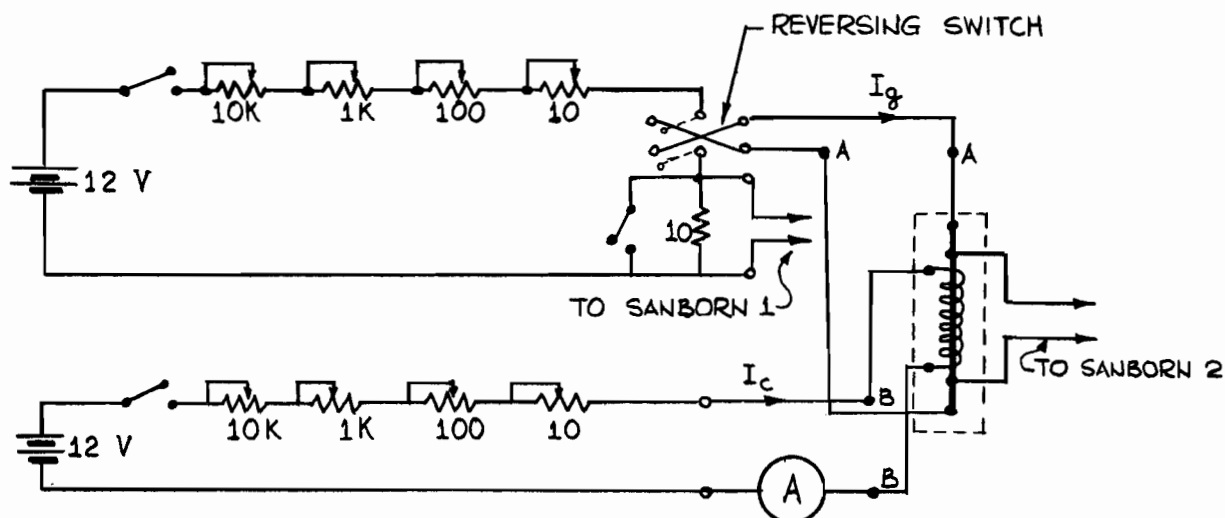 REVERSING SWITCH
10K
1K
100
10
Ig
A
A
12 V
10
TO SANBORN 1
TO SANBORN 2
Ic
B
10K
1K
100
10
12 V
A
B